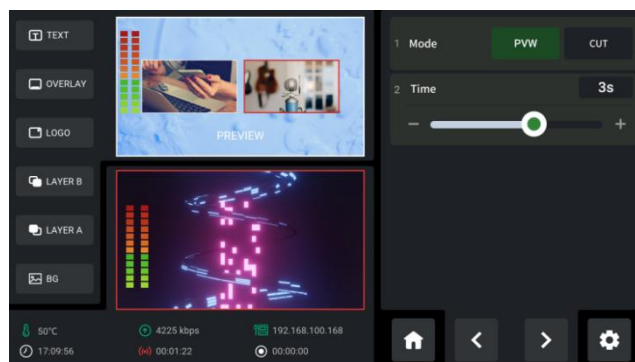 TEXT
OVERLAY
LOGO
LAYER B
LAYER A
BG
PREVIEW
1 Mode PVW CUT
2 Time 3s
− +
50°C 4225 kbps 192.168.100.168
17:09:56 00:01:22 00:00:00